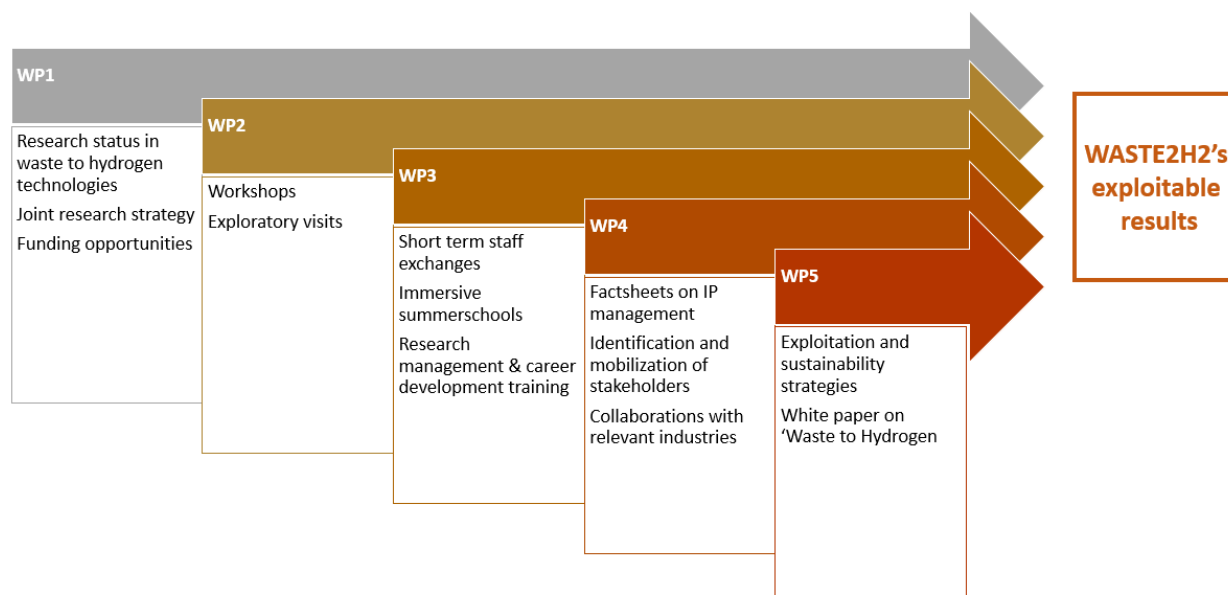 WP1
Research status in
waste to hydrogen
technologies
Joint research strategy
Funding opportunities
WP2
Workshops
Exploratory visits
WP3
Short term staff
exchanges
Immersive
summerschools
Research
management & career
development training
WP4
Factsheets on IP
management
Identification and
mobilization of
stakeholders
Collaborations with
relevant industries
WP5
Exploitation and
sustainability
strategies
White paper on
‘Waste to Hydrogen
WASTE2H2’s
exploitable
results